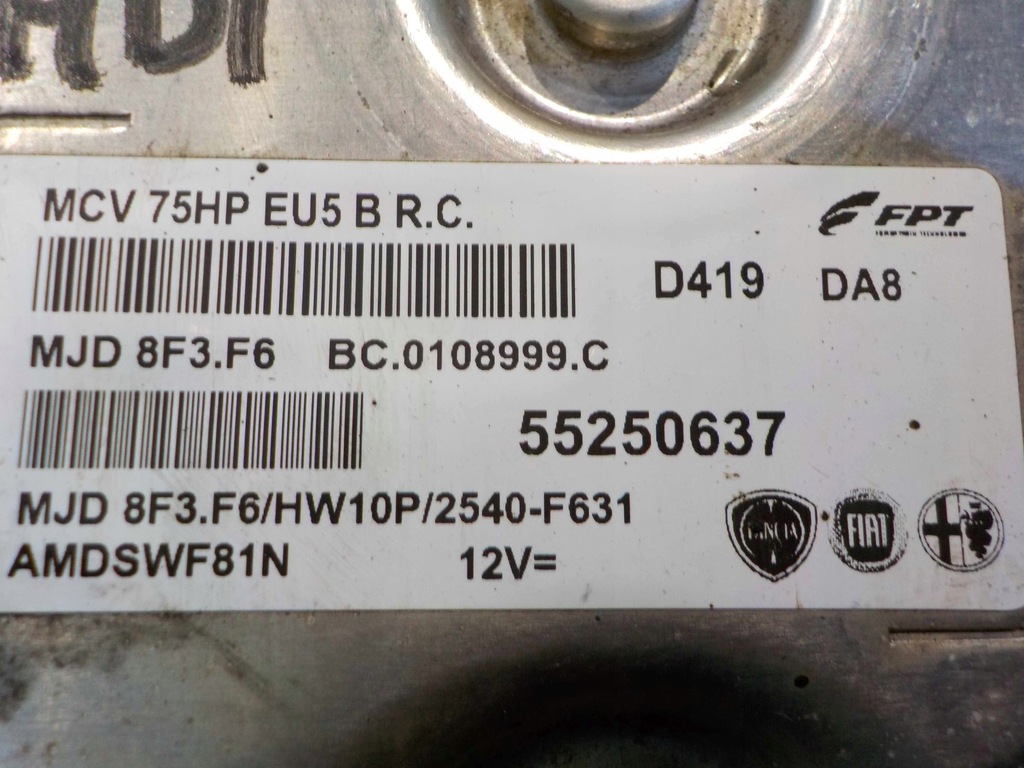 MCV 75HP EU5 B R.C.
FPT
D419 DA8
MJD 8F3.F6 BC.0108999.C
55250637
MJD 8F3.F6/HW10P/2540-F631
AMDSWF81N 12V=
LANCIA FIAT